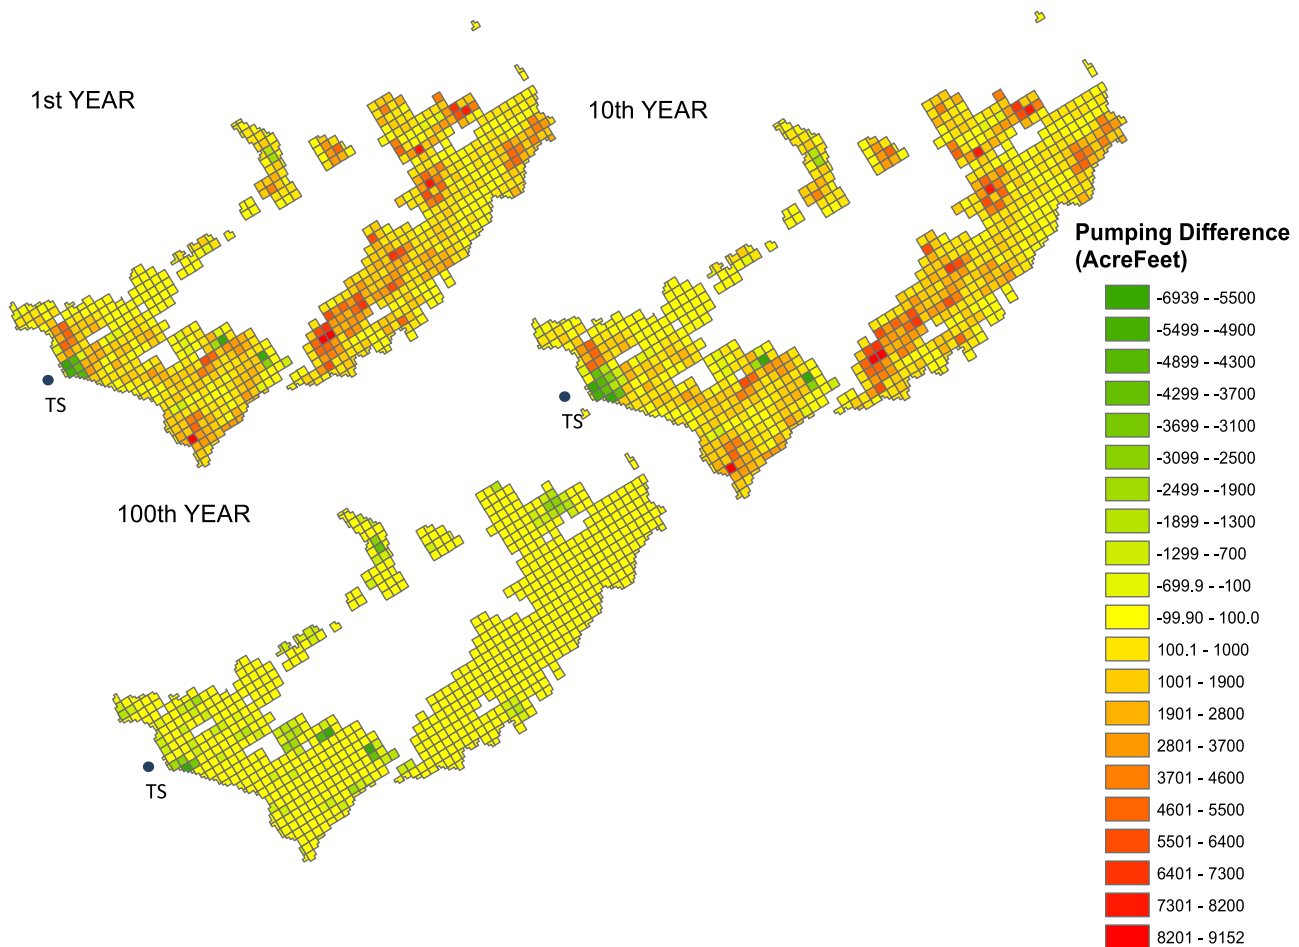 1st YEAR
10th YEAR
TS
TS
100th YEAR
TS
Pumping Difference
(AcreFeet)
-6939 - -5500
-5499 - -4900
-4899 - -4300
-4299 - -3700
-3699 - -3100
-3099 - -2500
-2499 - -1900
-1899 - -1300
-1299 - -700
-699.9 - -100
-99.90 - 100.0
100.1 - 1000
1001 - 1900
1901 - 2800
2801 - 3700
3701 - 4600
4601 - 5500
5501 - 6400
6401 - 7300
7301 - 8200
8201 - 9152